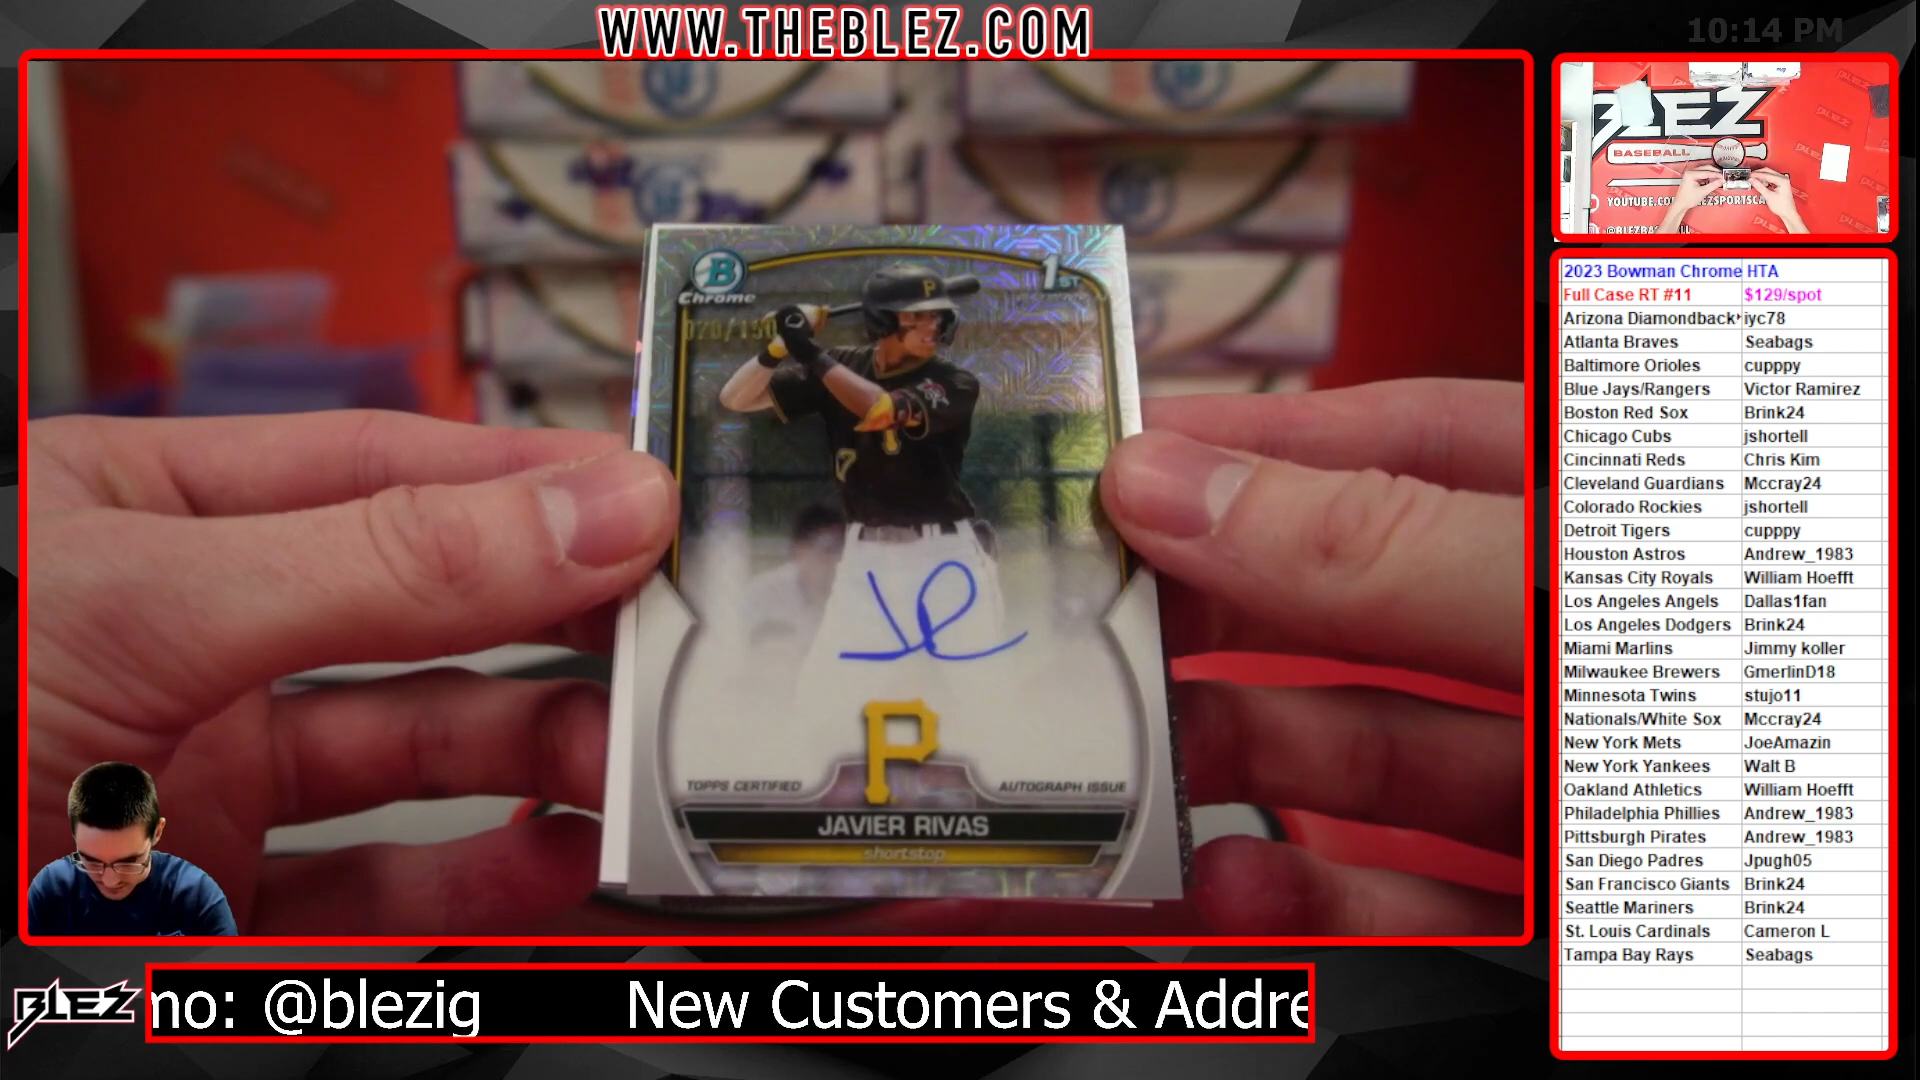 WWW.THEBLEZ.COM
10:14 PM
BLEZ
BASEBALL
B
Chrome
1ST
020/150
P
P
TOPPS CERTIFIED
AUTOGRAPH ISSUE
JAVIER RIVAS
shortstop
2023 Bowman Chrome HTA
Full Case RT #11 $129/spot
Arizona Diamondback iyc78
Atlanta Braves Seabags
Baltimore Orioles cupppy
Blue Jays/Rangers Victor Ramirez
Boston Red Sox Brink24
Chicago Cubs jshortell
Cincinnati Reds Chris Kim
Cleveland Guardians Mccray24
Colorado Rockies jshortell
Detroit Tigers cupppy
Houston Astros Andrew_1983
Kansas City Royals William Hoefft
Los Angeles Angels Dallas1fan
Los Angeles Dodgers Brink24
Miami Marlins Jimmy koller
Milwaukee Brewers GmerlinD18
Minnesota Twins stujo11
Nationals/White Sox Mccray24
New York Mets JoeAmazin
New York Yankees Walt B
Oakland Athletics William Hoefft
Philadelphia Phillies Andrew_1983
Pittsburgh Pirates Andrew_1983
San Diego Padres Jpugh05
San Francisco Giants Brink24
Seattle Mariners Brink24
St. Louis Cardinals Cameron L
Tampa Bay Rays Seabags
BLEZ
mo: @blezig New Customers & Addre